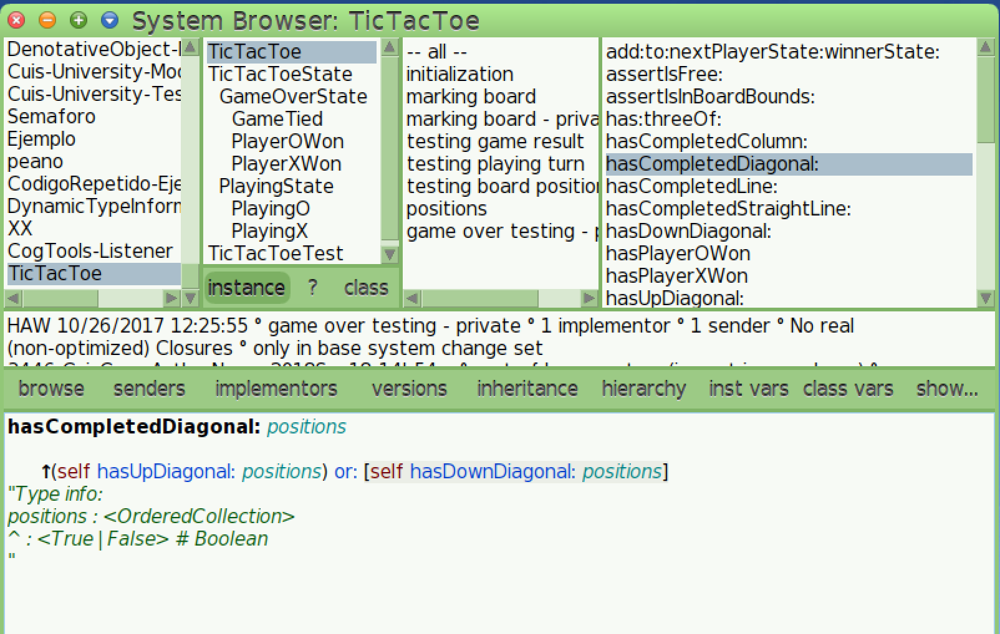 System Browser: TicTacToe
DenotativeObject-
Cuis-University-Mo
Cuis-University-Tes
Semaforo
Ejemplo
peano
CodigoRepetido-Eje
DynamicTypeInform
XX
CogTools-Listener
TicTacToe
TicTacToe
TicTacToeState
GameOverState
GameTied
PlayerOWon
PlayerXWon
PlayingState
PlayingO
PlayingX
TicTacToeTest
instance ? class
-- all --
initialization
marking board
marking board - priva
testing game result
testing playing turn
testing board position
positions
game over testing - p
add:to:nextPlayerState:winnerState:
assertIsFree:
assertIsInBoardBounds:
has:threeOf:
hasCompletedColumn:
hasCompletedDiagonal:
hasCompletedLine:
hasCompletedStraightLine:
hasDownDiagonal:
hasPlayerOWon
hasPlayerXWon
hasUpDiagonal:
HAW 10/26/2017 12:25:55 ° game over testing - private ° 1 implementor ° 1 sender ° No real
(non-optimized) Closures ° only in base system change set
browse senders implementors versions inheritance hierarchy inst vars class vars show...
hasCompletedDiagonal: positions
↑(self hasUpDiagonal: positions) or: [self hasDownDiagonal: positions]
"Type info:
positions : <OrderedCollection>
^ : <True | False> # Boolean
"